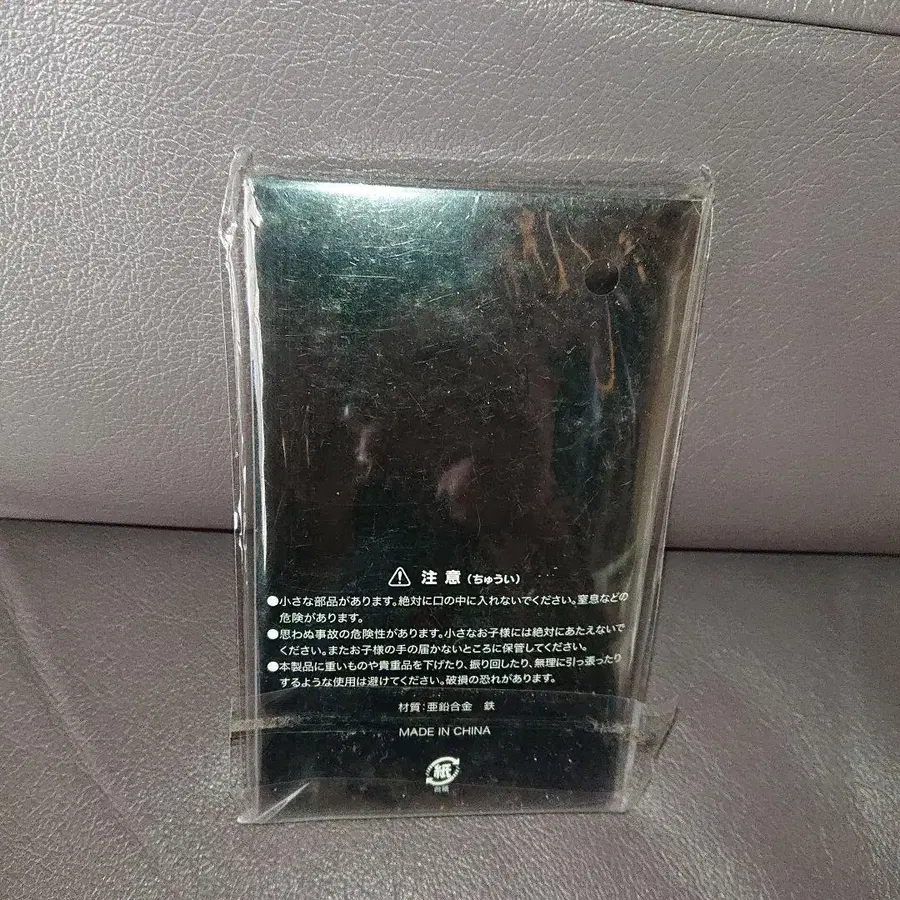 ⚠ 注意(ちゅうい)
●小さな部品があります。絶対に口の中に入れないでください。窒息などの
危険があります。
●思わぬ事故の危険性があります。小さなお子様には絶対にあたえないで
ください。またお子様の手の届かないところに保管してください。
●本製品に重いものや貴重品を下げたり、振り回したり、無理に引っ張ったり
するような使用は避けてください。破損の恐れがあります。
材質:亜鉛合金 鉄
MADE IN CHINA
紙
台紙